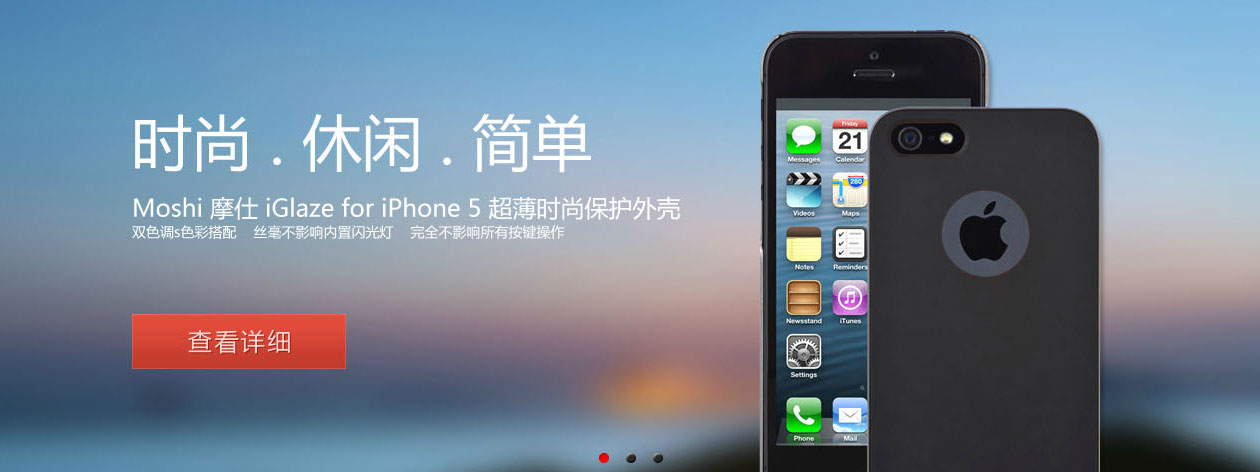 时尚 . 休闲 . 简单
Moshi 摩仕 iGlaze for iPhone 5 超薄时尚保护外壳
双色调s色彩搭配 丝毫不影响内置闪光灯 完全不影响所有按键操作
查看详细
Friday
21
Messages Calendar
280
Videos Maps
Notes Reminders
Newsstand iTunes
Settings
Phone Mail